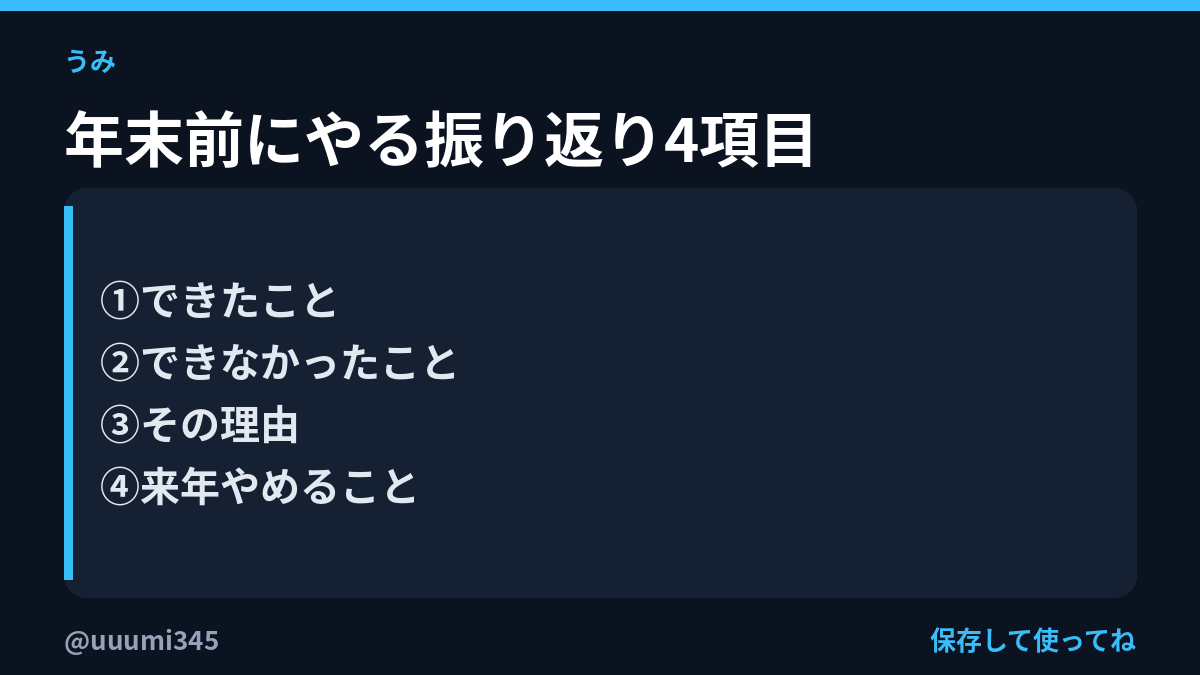 うみ
年末前にやる振り返り4項目
①できたこと
②できなかったこと
③その理由
④来年やめること
@uuumi345
保存して使ってね